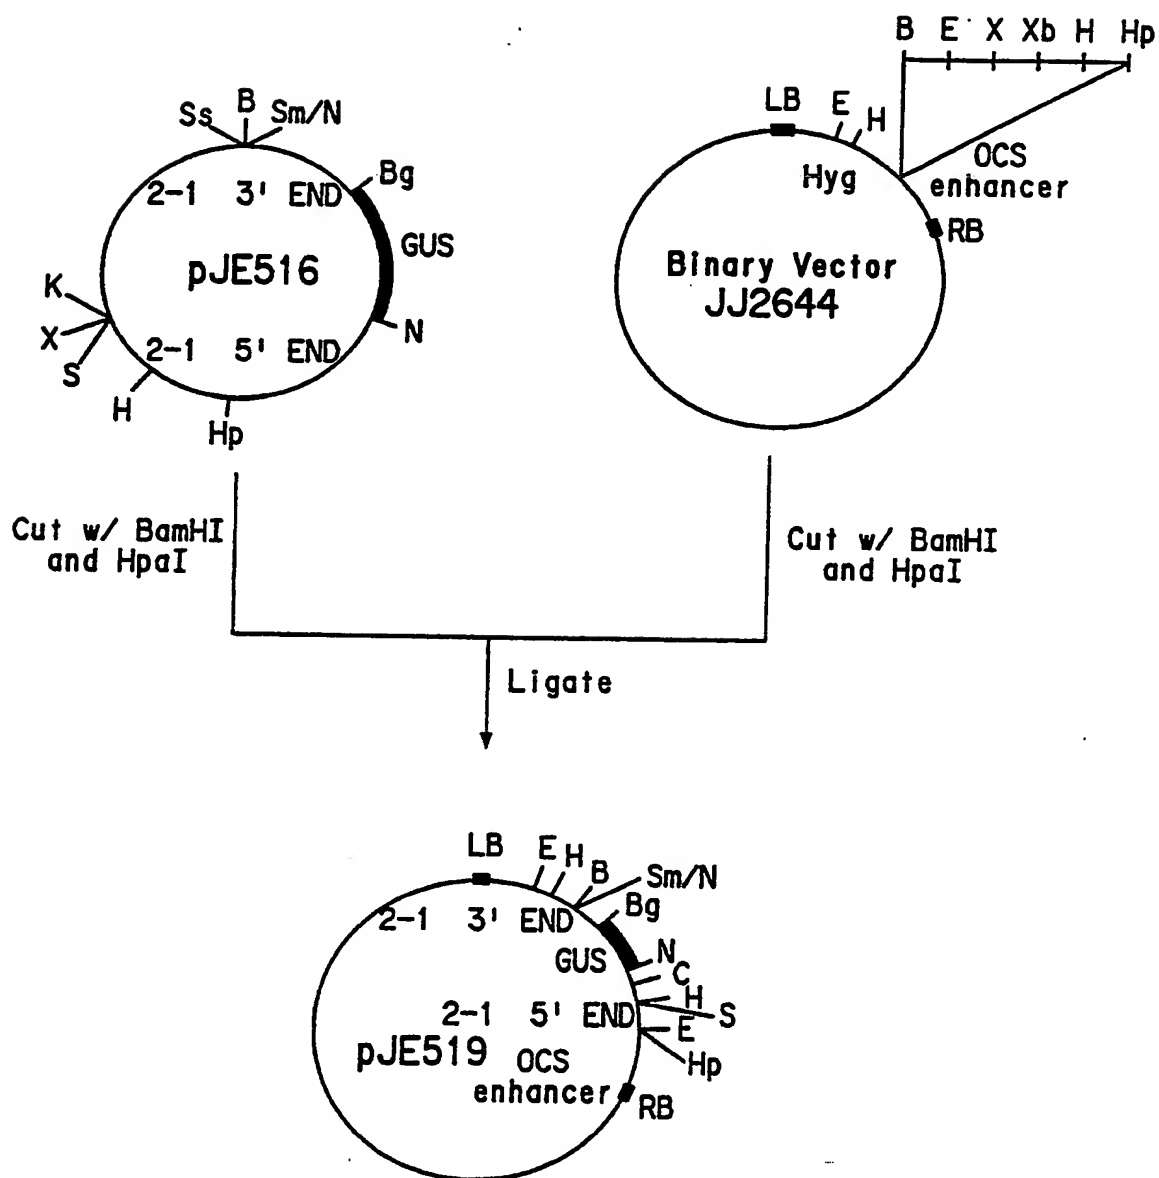 B E X Xb H Hp
Ss B Sm/N
LB E H
Bg
OCS
enhancer
2-1 3' END
Hyg
GUS
RB
pJE516
Binary Vector
JJ2644
K
X
S
N
2-1 5' END
H
Hp
Cut w/ BamHI
and HpaI
Cut w/ BamHI
and HpaI
Ligate
LB E H B Sm/N
Bg
2-1 3' END
GUS
N
C
H
2-1 5' END
S
E
pJE519
OCS
enhancer
Hp
RB